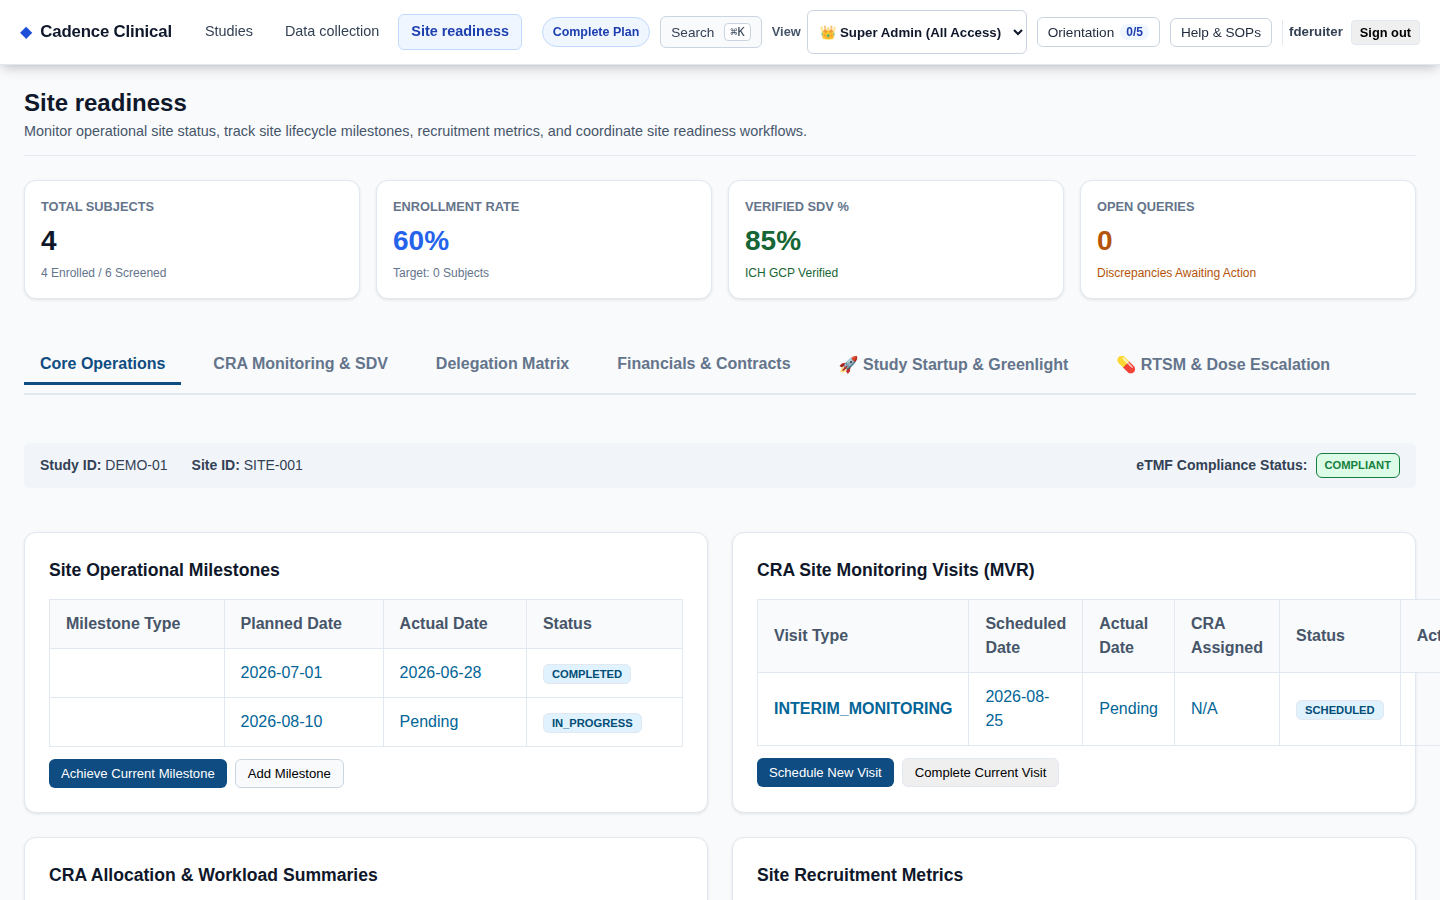 Cadence Clinical
Studies
Data collection
Site readiness
Complete Plan
Search ⌘K
View
👑 Super Admin (All Access)
Orientation 0/5
Help & SOPs
fderuiter
Sign out
Site readiness
Monitor operational site status, track site lifecycle milestones, recruitment metrics, and coordinate site readiness workflows.
TOTAL SUBJECTS
4
4 Enrolled / 6 Screened
ENROLLMENT RATE
60%
Target: 0 Subjects
VERIFIED SDV %
85%
ICH GCP Verified
OPEN QUERIES
0
Discrepancies Awaiting Action
Core Operations
CRA Monitoring & SDV
Delegation Matrix
Financials & Contracts
🚀 Study Startup & Greenlight
💊 RTSM & Dose Escalation
Study ID: DEMO-01
Site ID: SITE-001
eTMF Compliance Status: COMPLIANT
Site Operational Milestones
Milestone Type Planned Date Actual Date Status
2026-07-01 2026-06-28 COMPLETED
2026-08-10 Pending IN_PROGRESS
Achieve Current Milestone
Add Milestone
CRA Site Monitoring Visits (MVR)
Visit Type Scheduled Date Actual Date CRA Assigned Status Act
INTERIM_MONITORING 2026-08-25 Pending N/A SCHEDULED
Schedule New Visit
Complete Current Visit
CRA Allocation & Workload Summaries
Site Recruitment Metrics